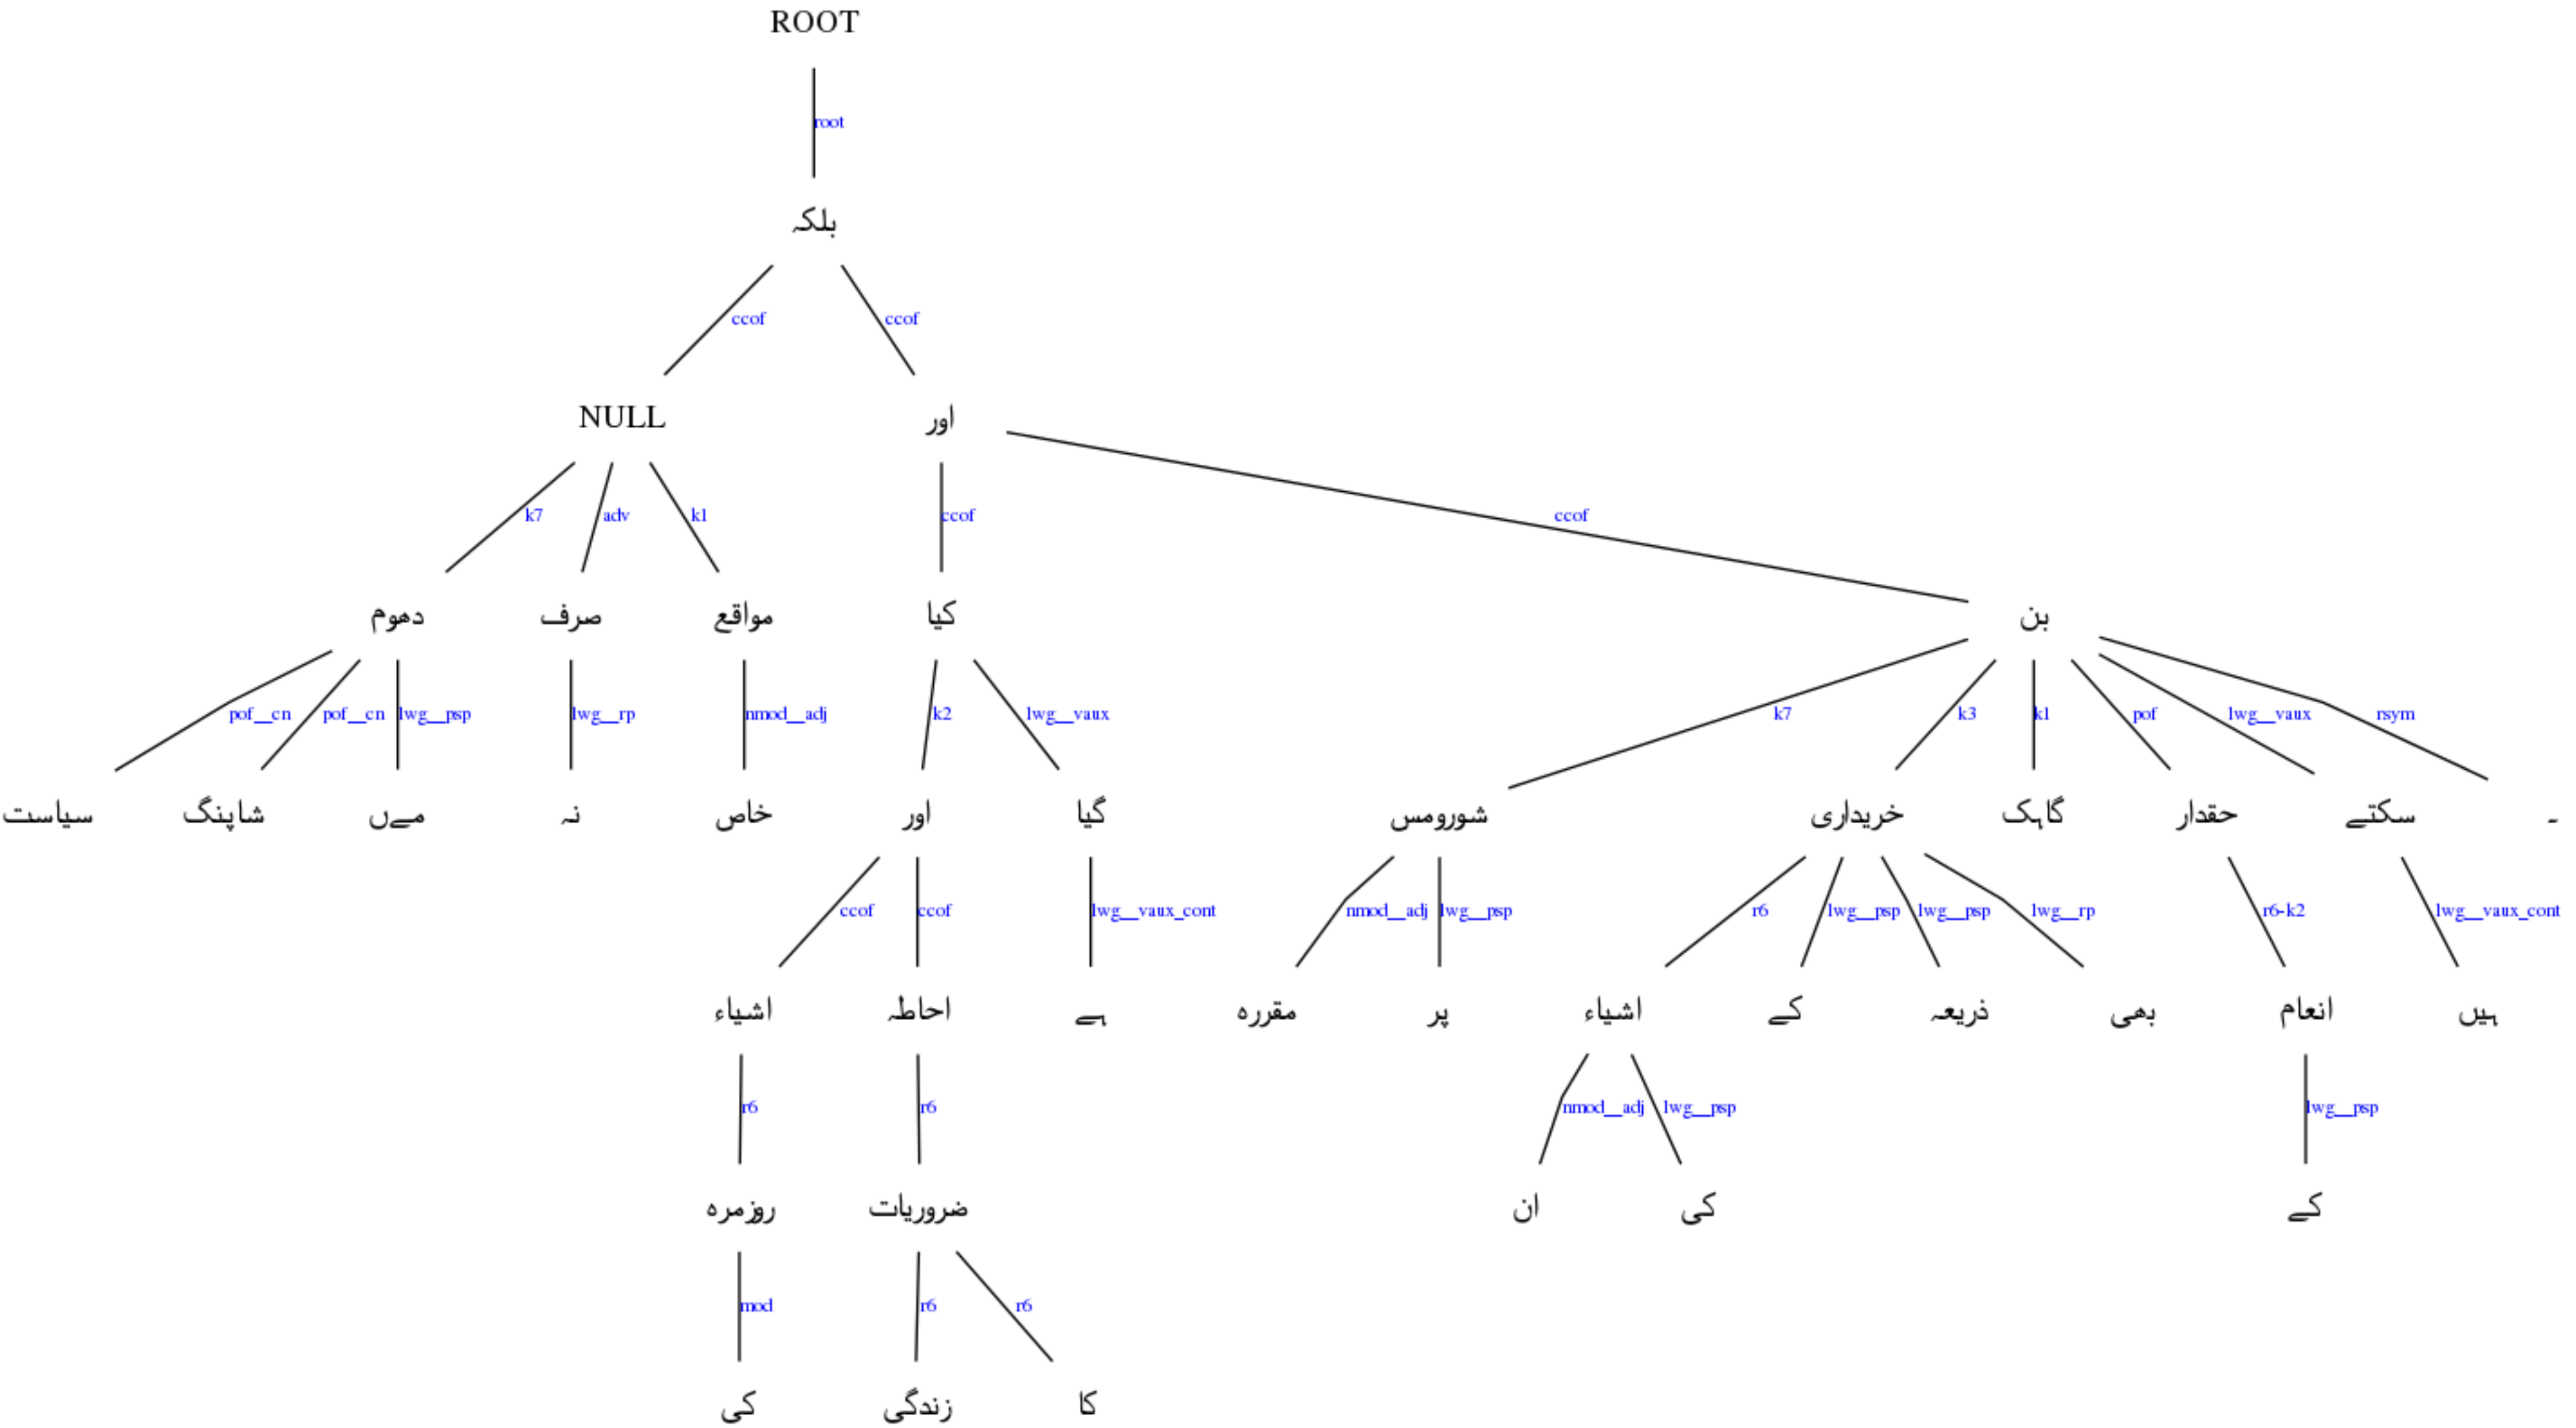 ROOT
root
بلکہ
ccof ccof
NULL اور
k7 adv k1 ccof ccof
دھوم صرف مواقع کیا بن
pof__cn pof__cn lwg__psp lwg__rp nmod__adj k2 lwg__vaux k7 k3 k1 pof lwg__vaux rsym
سیاست شاپنگ مےں نہ خاص اور گیا شورومس خریداری گاہک حقدار سکتے ۔
ccof ccof lwg__vaux_cont nmod__adj lwg__psp r6 lwg__psp lwg__psp lwg__rp r6-k2 lwg__vaux_cont
اشیاء احاطہ ہے مقررہ پر اشیاء کے ذریعہ بھی انعام ہیں
r6 r6 nmod__adj lwg__psp lwg__psp
روزمرہ ضروریات ان کی کے
mod r6 r6
کی زندگی کا